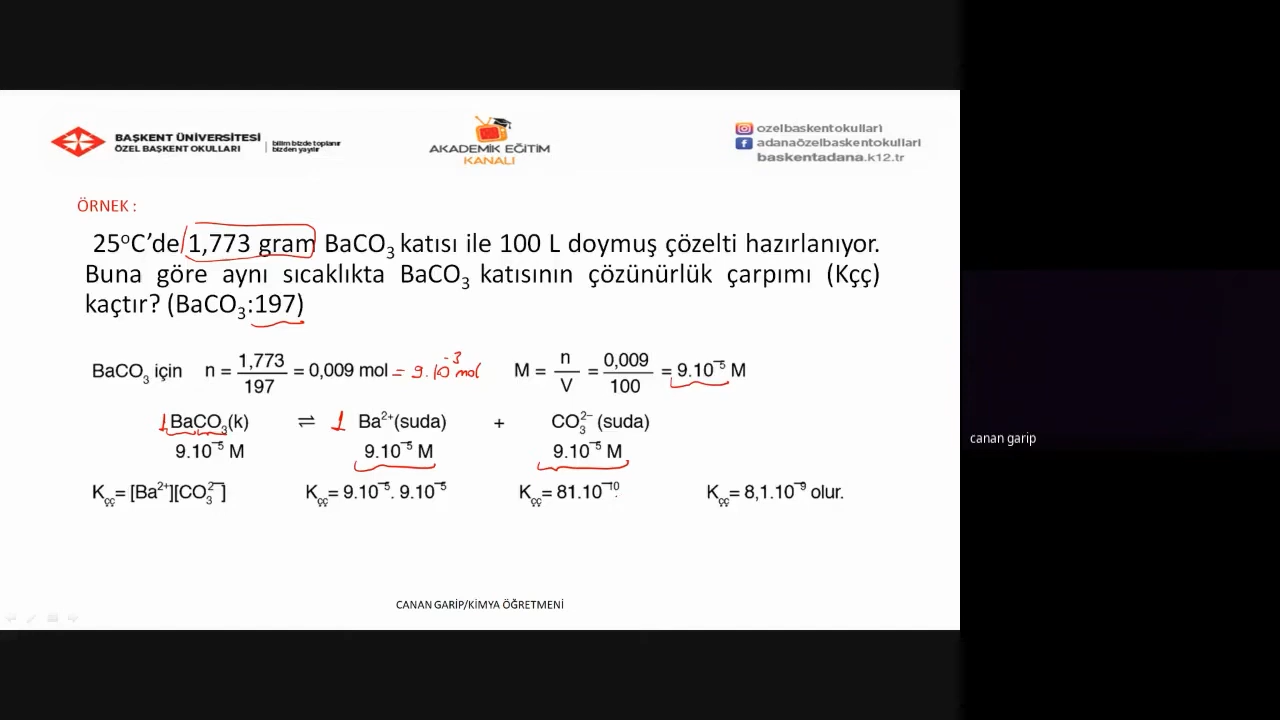 BAŞKENT ÜNİVERSİTESİ
ÖZEL BAŞKENT OKULLARI
bilim bizde toplanır
bizden yayılır
AKADEMİK EĞİTİM
KANALI
ozelbaskentokullari
adanaözelbaskentokullari
baskentadana.k12.tr
ÖRNEK :
25°C’de 1,773 gram BaCO₃ katısı ile 100 L doymuş çözelti hazırlanıyor.
Buna göre aynı sıcaklıkta BaCO₃ katısının çözünürlük çarpımı (Kçç)
kaçtır? (BaCO₃:197)
BaCO₃ için n = 1,773/197 = 0,009 mol = 9.10⁻³ mol M = n/V = 0,009/100 = 9.10⁻⁵ M
1 BaCO₃(k) ⇌ 1 Ba²⁺(suda) + CO₃²⁻ (suda)
9.10⁻⁵ M 9.10⁻⁵ M 9.10⁻⁵ M
Kçç= [Ba²⁺][CO₃²⁻] Kçç= 9.10⁻⁵. 9.10⁻⁵ Kçç= 81.10⁻¹⁰ Kçç= 8,1.10⁻⁹ olur.
CANAN GARİP/KİMYA ÖĞRETMENİ
canan garip